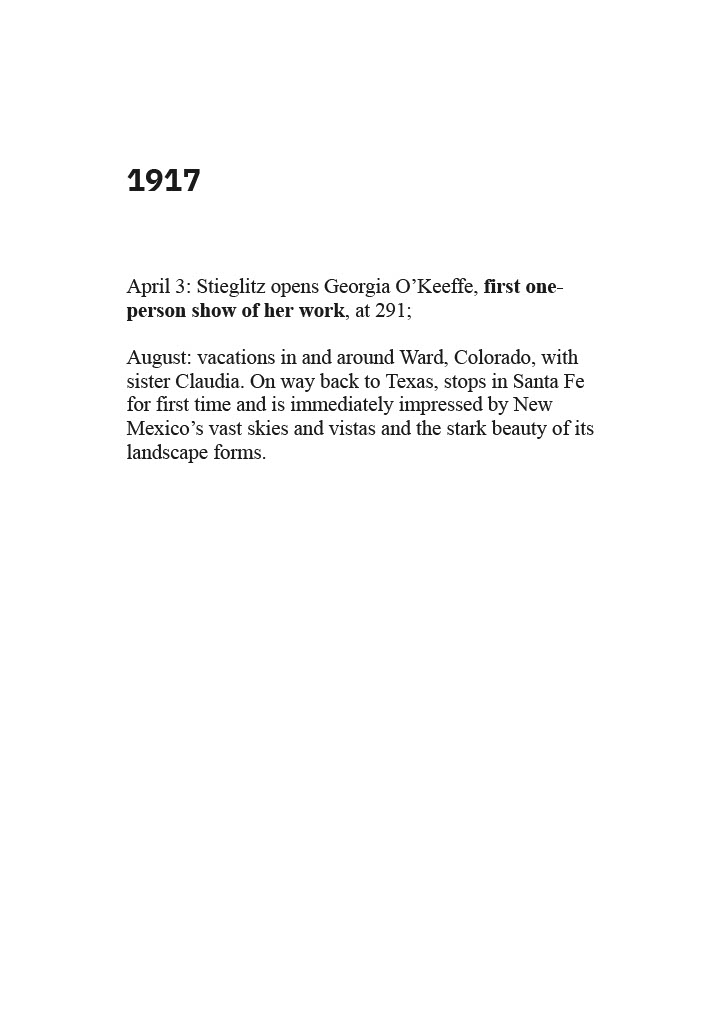 1917
April 3: Stieglitz opens Georgia O’Keeffe, first one-
person show of her work, at 291;
August: vacations in and around Ward, Colorado, with
sister Claudia. On way back to Texas, stops in Santa Fe
for first time and is immediately impressed by New
Mexico’s vast skies and vistas and the stark beauty of its
landscape forms.